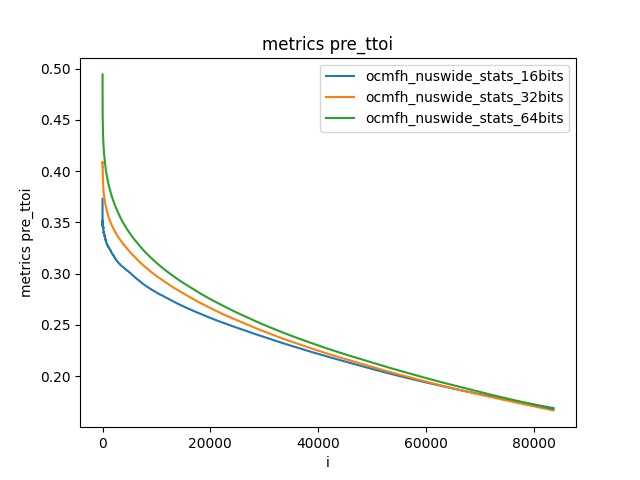 metrics pre_ttoi
ocmfh_nuswide_stats_16bits
ocmfh_nuswide_stats_32bits
ocmfh_nuswide_stats_64bits
metrics pre_ttoi
0.50
0.45
0.40
0.35
0.30
0.25
0.20
0
20000
40000
60000
80000
i